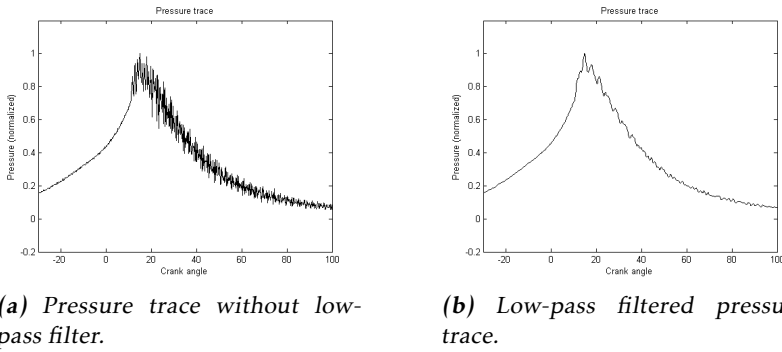 Pressure trace
Pressure trace
1
0.8
0.6
0.4
0.2
0
-0.2
Pressure (normalized)
-20
0
20
40
60
80
100
Crank angle
1
0.8
0.6
0.4
0.2
0
-0.2
Pressure (normalized)
-20
0
20
40
60
80
100
Crank angle
(a) Pressure trace without low-
pass filter.
(b) Low-pass filtered pressu
trace.